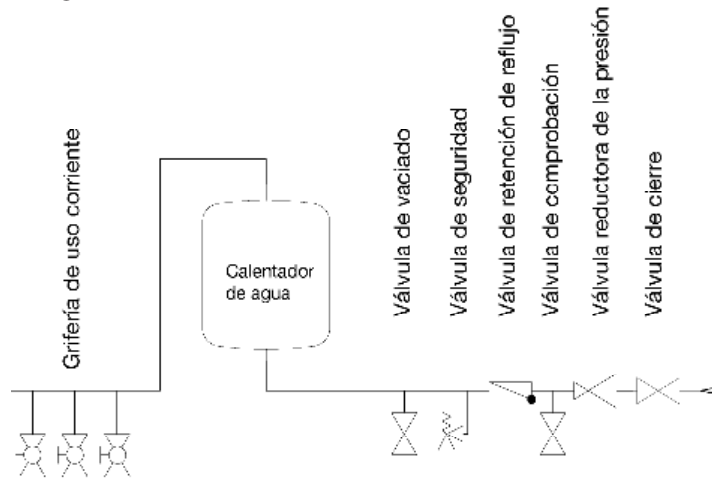 Grifería de uso corriente
Calentador
de agua
Válvula de vaciado
Válvula de seguridad
Válvula de retención de reflujo
Válvula de comprobación
Válvula reductora de la presión
Válvula de cierre